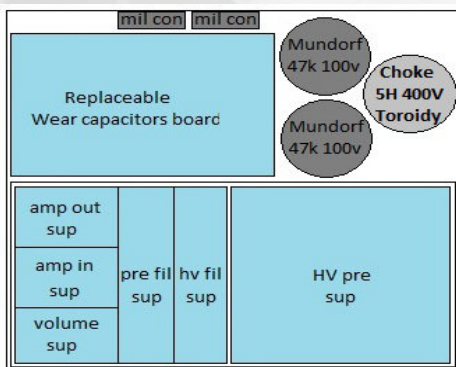 mil con
mil con
Replaceable
Wear capacitors board
Mundorf
47k 100v
Choke
5H 400V
Toroidy
Mundorf
47k 100v
amp out
sup
amp in
sup
volume
sup
pre fil
sup
hv fil
sup
HV pre
sup